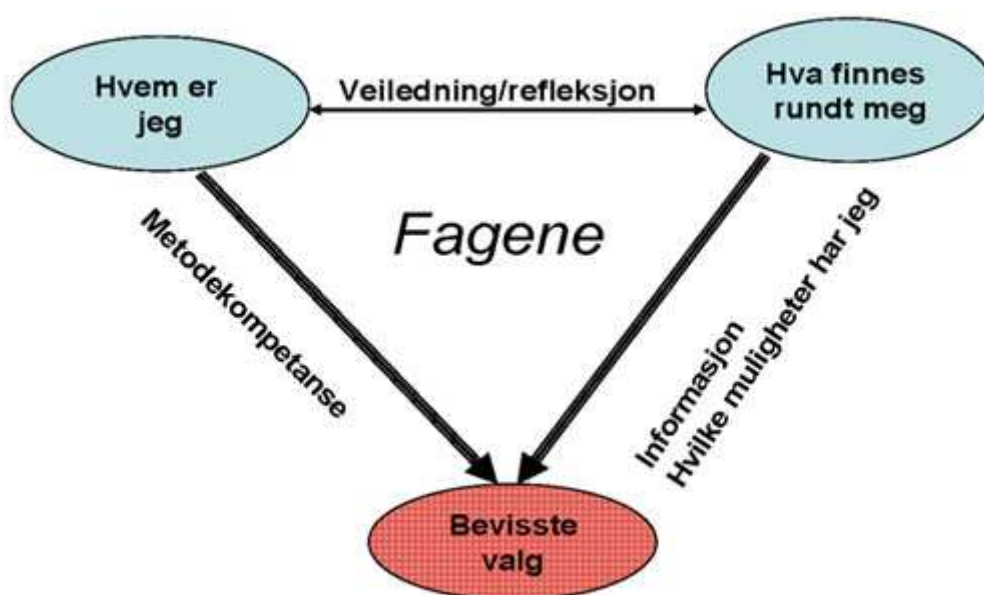 Hvem er
jeg
Veiledning/refleksjon
Hva finnes
rundt meg
Fagene
Metodekompetanse
Informasjon
Hvilke muligheter har jeg
Bevisste
valg